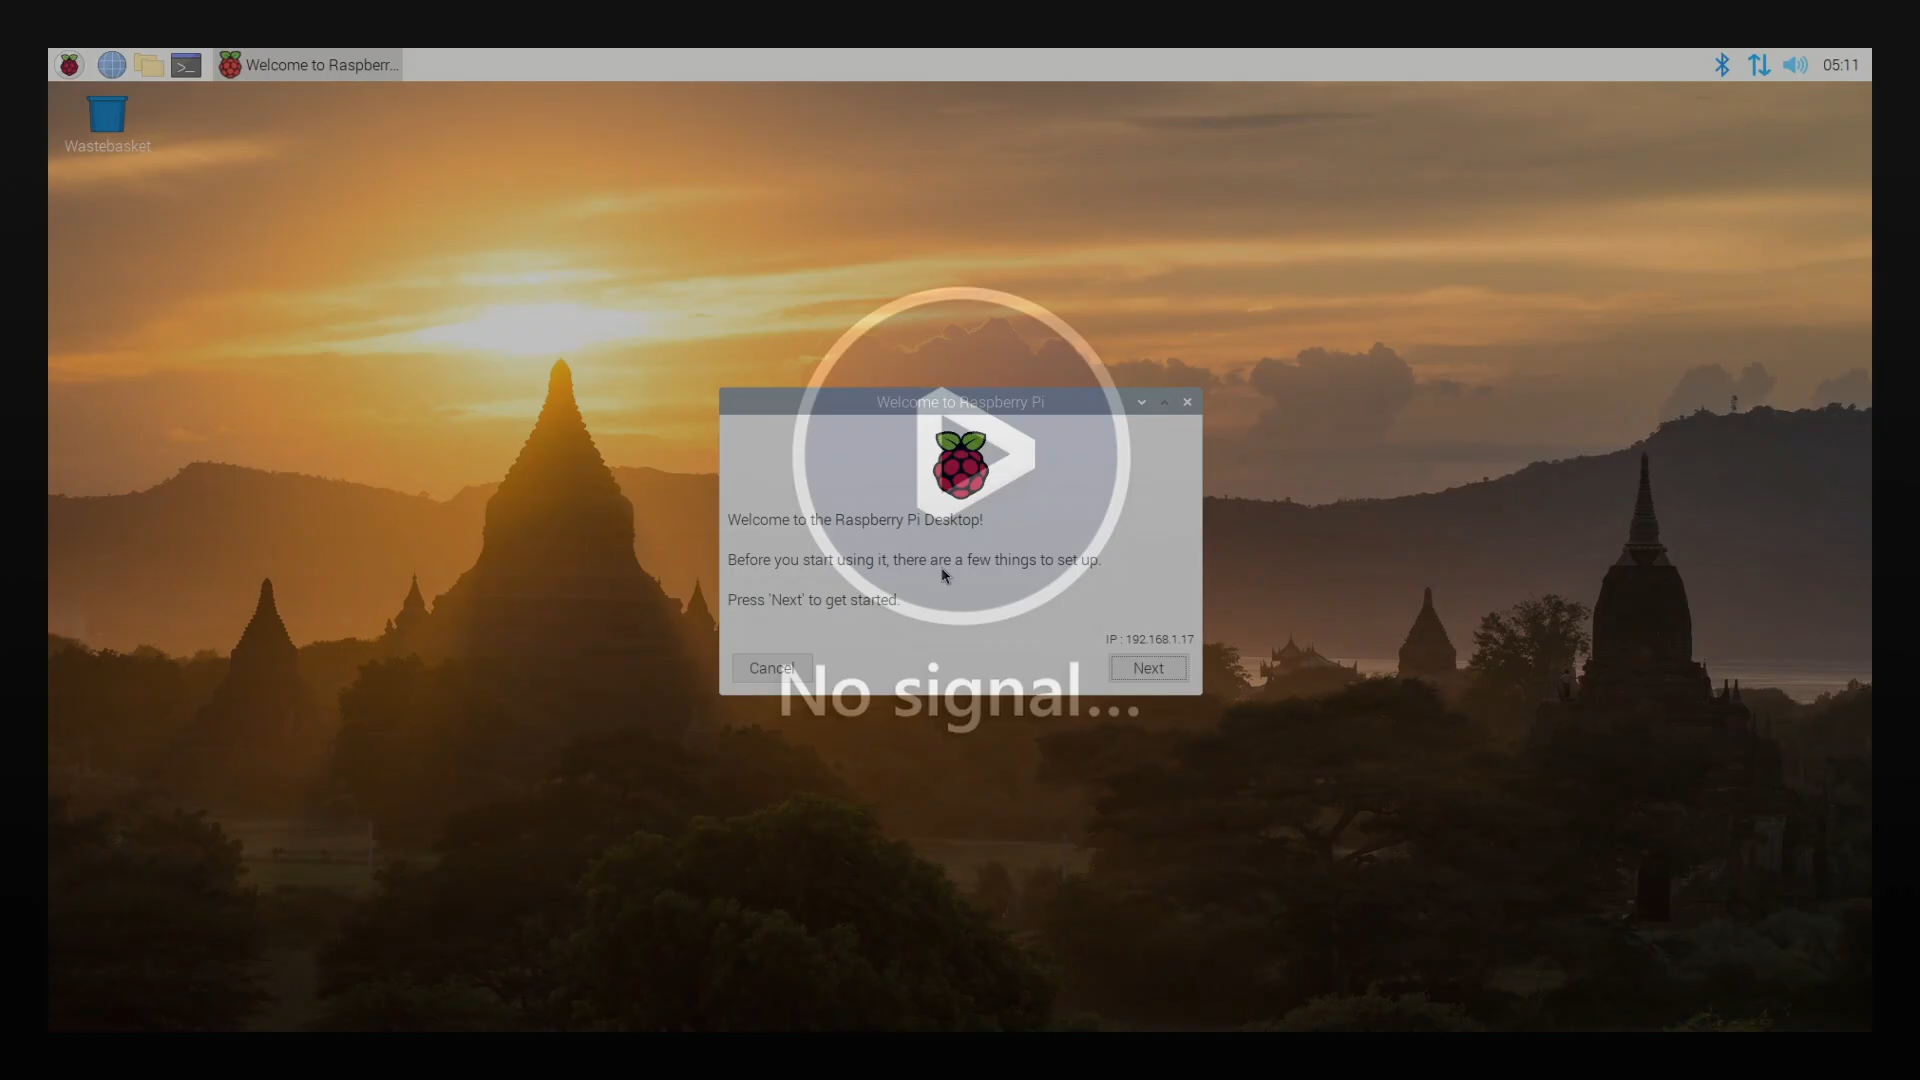 Welcome to Raspberr...
05:11
Wastebasket
Welcome to Raspberry Pi
Welcome to the Raspberry Pi Desktop!
Before you start using it, there are a few things to set up.
Press 'Next' to get started.
IP : 192.168.1.17
Cancel
Next
No signal...